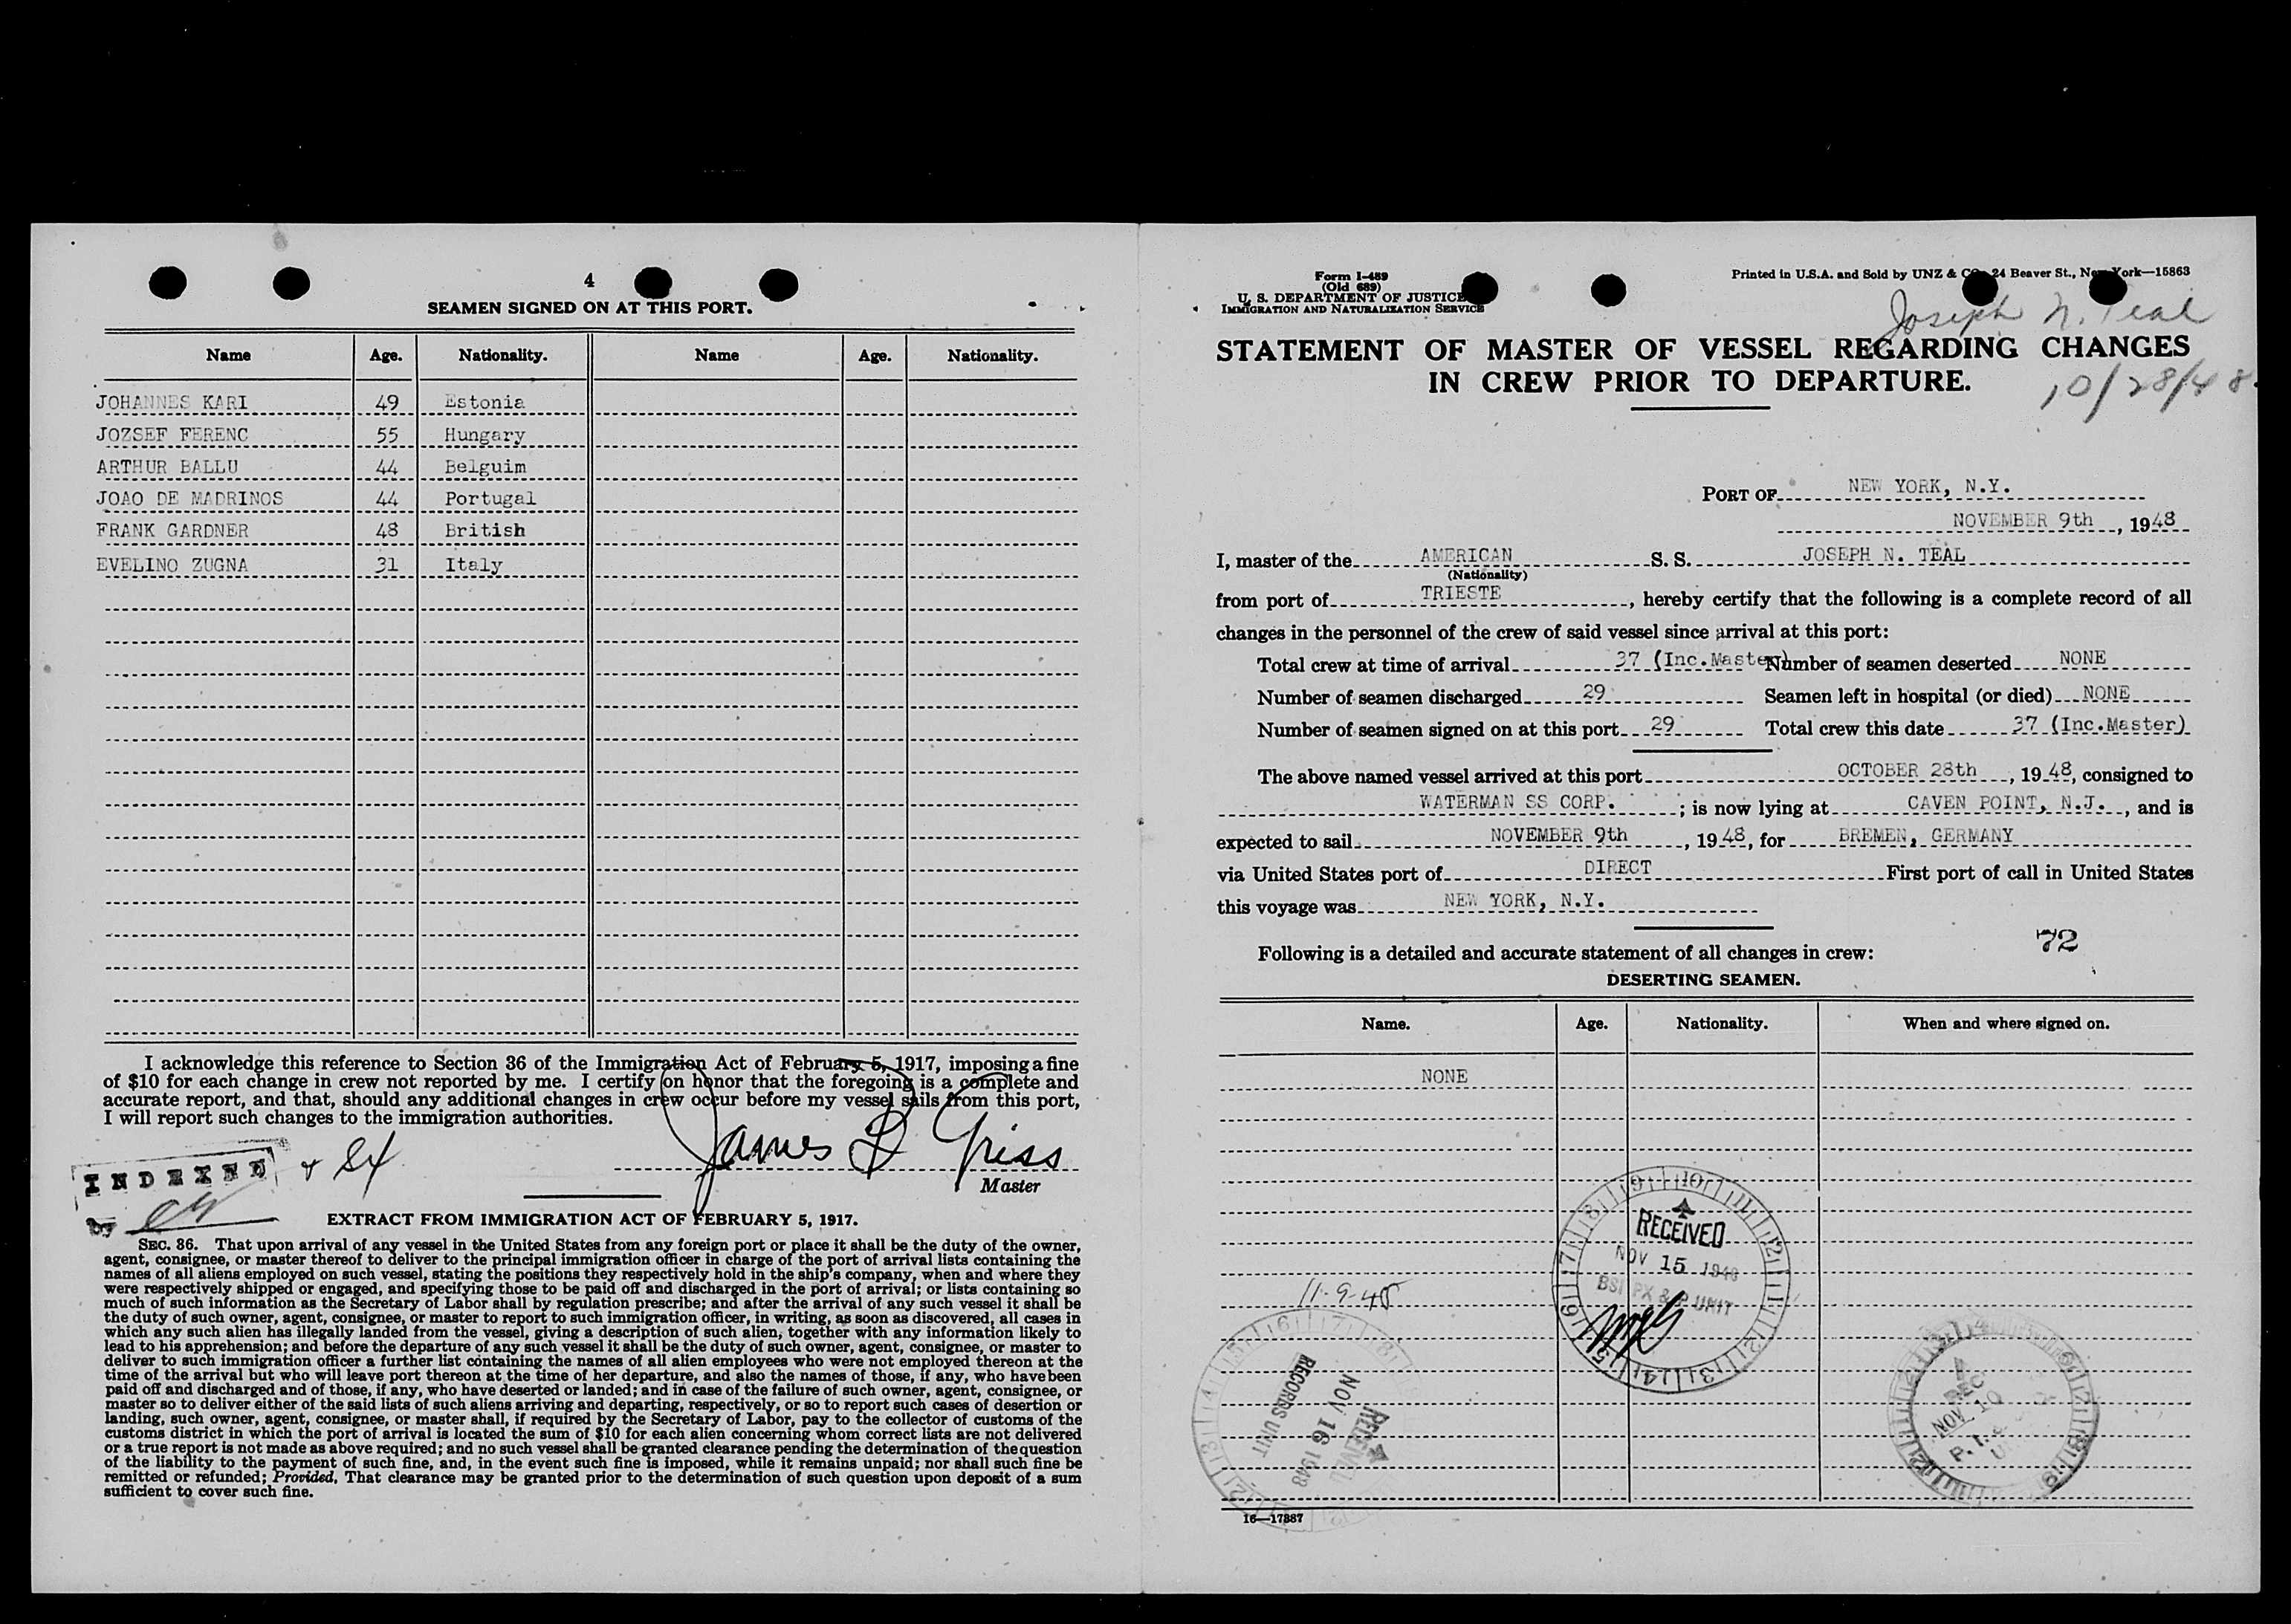 4
SEAMEN SIGNED ON AT THIS PORT.
Name Age. Nationality. Name Age. Nationality.
JOHANNES KARI 49 Estonia
JOZSEF FERENC 55 Hungary
ARTHUR BALLU 44 Belguim
JOAO DE MADRINOS 44 Portugal
FRANK GARDNER 48 British
EVELINO ZUGNA 31 Italy
I acknowledge this reference to Section 36 of the Immigration Act of February 5, 1917, imposing a fine
of $10 for each change in crew not reported by me. I certify on honor that the foregoing is a complete and
accurate report, and that, should any additional changes in crew occur before my vessel sails from this port,
I will report such changes to the immigration authorities.
James D Griss
Master
INDEXED
by
EXTRACT FROM IMMIGRATION ACT OF FEBRUARY 5, 1917.
SEC. 36. That upon arrival of any vessel in the United States from any foreign port or place it shall be the duty of the owner,
agent, consignee, or master thereof to deliver to the principal immigration officer in charge of the port of arrival lists containing the
names of all aliens employed on such vessel, stating the positions they respectively hold in the ship's company, when and where they
were respectively shipped or engaged, and specifying those to be paid off and discharged in the port of arrival; or lists containing so
much of such information as the Secretary of Labor shall by regulation prescribe; and after the arrival of any such vessel it shall be
the duty of such owner, agent, consignee, or master to report to such immigration officer, in writing, as soon as discovered, all cases in
which any such alien has illegally landed from the vessel, giving a description of such alien, together with any information likely to
lead to his apprehension; and before the departure of any such vessel it shall be the duty of such owner, agent, consignee, or master to
deliver to such immigration officer a further list containing the names of all alien employees who were not employed thereon at the
time of the arrival but who will leave port thereon at the time of her departure, and also the names of those, if any, who have been
paid off and discharged and of those, if any, who have deserted or landed; and in case of the failure of such owner, agent, consignee, or
master so to deliver either of the said lists of such aliens arriving and departing, respectively, or so to report such cases of desertion or
landing, such owner, agent, consignee, or master shall, if required by the Secretary of Labor, pay to the collector of customs of the
customs district in which the port of arrival is located the sum of $10 for each alien concerning whom correct lists are not delivered
or a true report is not made as above required; and no such vessel shall be granted clearance pending the determination of the question
of the liability to the payment of such fine, and, in the event such fine is imposed, while it remains unpaid; nor shall such fine be
remitted or refunded; Provided, That clearance may be granted prior to the determination of such question upon deposit of a sum
sufficient to cover such fine.
Form I-489
(Old 689)
U. S. DEPARTMENT OF JUSTICE
IMMIGRATION AND NATURALIZATION SERVICE
Printed in U.S.A. and Sold by UNZ & CO. 24 Beaver St., New York—15863
Joseph N. Teal
STATEMENT OF MASTER OF VESSEL REGARDING CHANGES
IN CREW PRIOR TO DEPARTURE.
10/28/48.
PORT OF NEW YORK, N.Y.
NOVEMBER 9th, 1948
I, master of the AMERICAN S. S. JOSEPH N. TEAL
(Nationality)
from port of TRIESTE, hereby certify that the following is a complete record of all
changes in the personnel of the crew of said vessel since arrival at this port:
Total crew at time of arrival 37 (Inc.Master) Number of seamen deserted NONE
Number of seamen discharged 29 Seamen left in hospital (or died) NONE
Number of seamen signed on at this port 29 Total crew this date 37 (Inc.Master)
The above named vessel arrived at this port OCTOBER 28th, 1948, consigned to
WATERMAN SS CORP. ; is now lying at CAVEN POINT, N.J., and is
expected to sail NOVEMBER 9th, 1948, for BREMEN, GERMANY
via United States port of DIRECT First port of call in United States
this voyage was NEW YORK, N.Y.
72
Following is a detailed and accurate statement of all changes in crew:
DESERTING SEAMEN.
Name. Age. Nationality. When and where signed on.
NONE
RECEIVED
NOV 15 1948
BSI PX & P UNIT
11-9-48
RECEIVED
NOV 16 1948
RECORDS UNIT
REC
NOV 10
16—17887